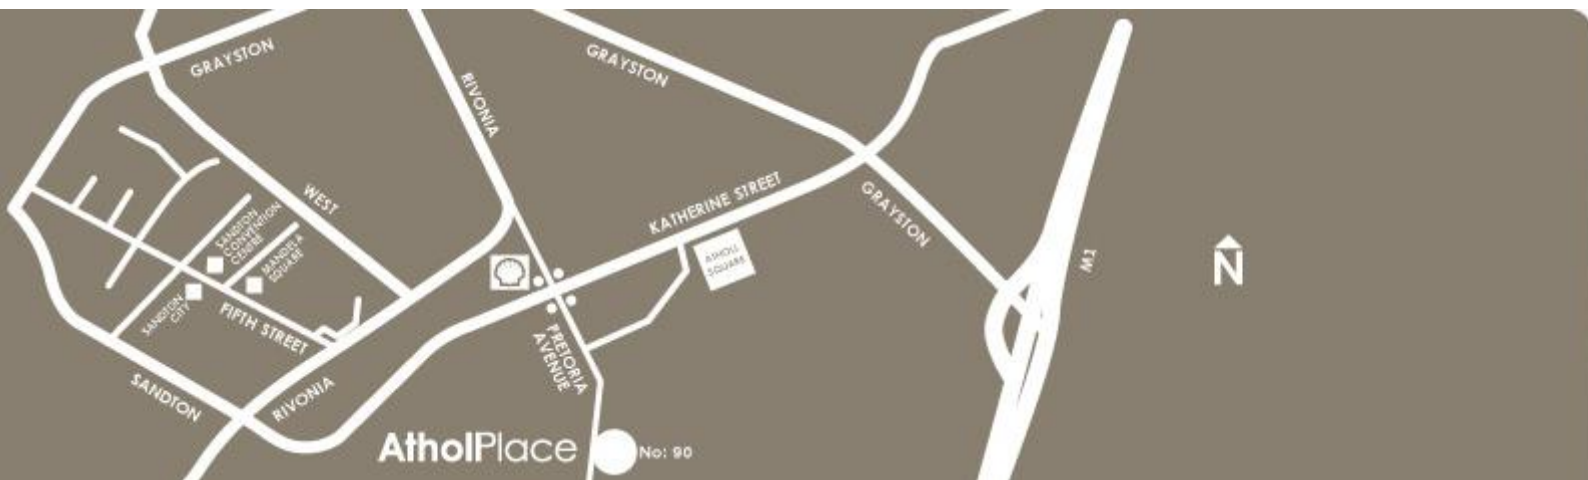 GRAYSTON
GRAYSTON
RIVONIA
WEST
KATHERINE STREET
GRAYSTON
SANDTON
CONVENTION
CENTRE
MANDELA
SQUARE
ATHOLL
SQUARE
M1
N
SANDTON
CITY
FIFTH STREET
PRETORIA
AVENUE
SANDTON
RIVONIA
AtholPlace
No: 90